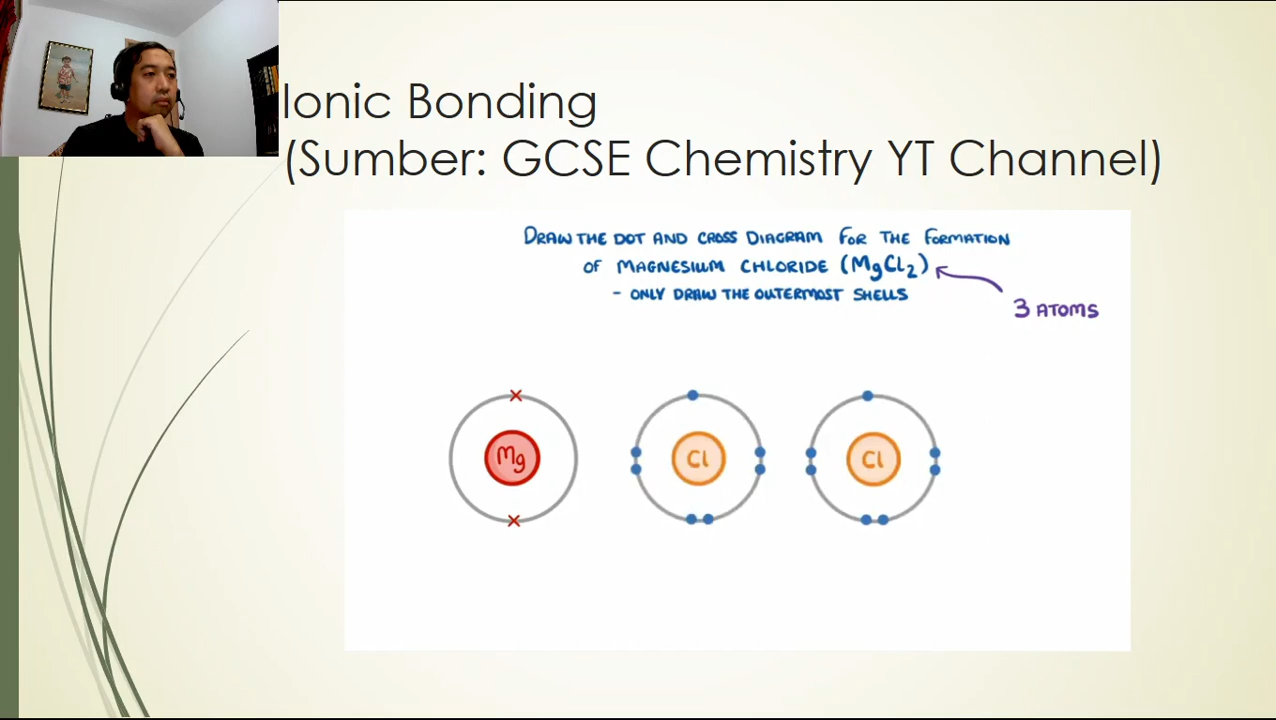 Ionic Bonding
(Sumber: GCSE Chemistry YT Channel)
DRAW THE DOT AND CROSS DIAGRAM FOR THE FORMATION
OF MAGNESIUM CHLORIDE (MgCl2)
- ONLY DRAW THE OUTERMOST SHELLS
3 ATOMS
Mg
Cl
Cl